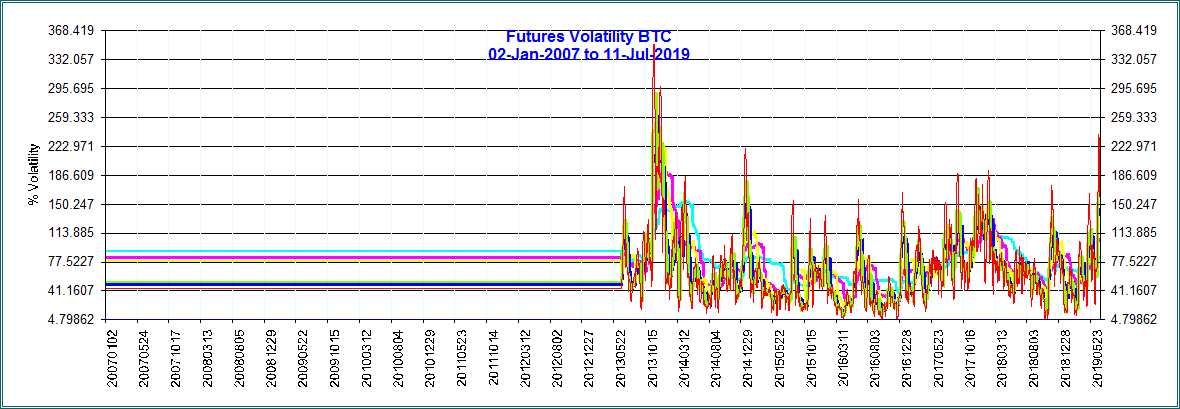 Futures Volatility BTC
02-Jan-2007 to 11-Jul-2019
368.419 368.419
332.057 332.057
295.695 295.695
259.333 259.333
222.971 222.971
186.609 186.609
150.247 150.247
113.885 113.885
77.5227 77.5227
41.1607 41.1607
4.79862 4.79862
% Volatility
20070102 20070524 20071017 20080313 20080805 20081229 20090522 20091015 20100312 20100804 20101229 20110523 20111014 20120312 20120802 20121227 20130522 20131015 20140312 20140804 20141229 20150522 20151015 20160311 20160803 20161228 20170523 20171016 20180313 20180803 20181228 20190523